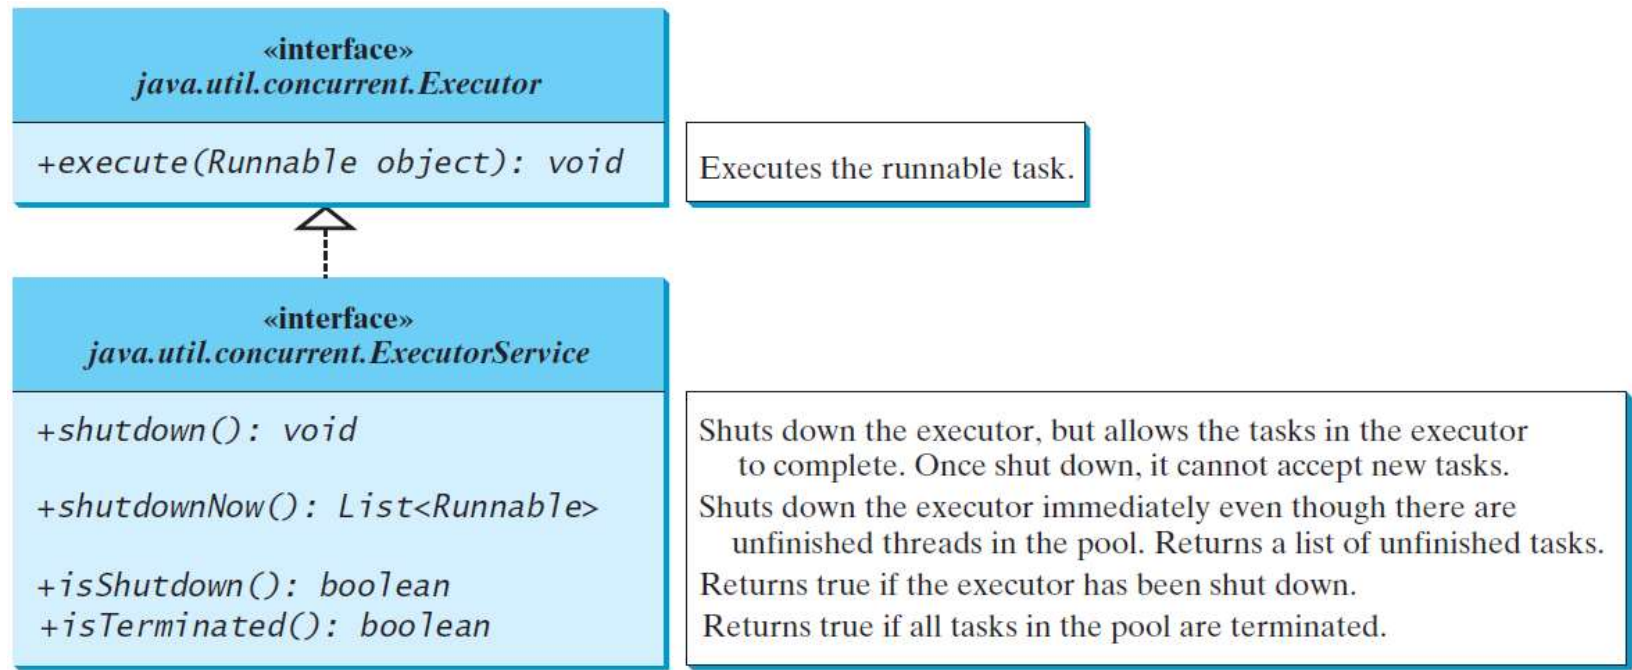 «interface»
java.util.concurrent.Executor
+execute(Runnable object): void
Executes the runnable task.
«interface»
java.util.concurrent.ExecutorService
+shutdown(): void
Shuts down the executor, but allows the tasks in the executor
to complete. Once shut down, it cannot accept new tasks.
+shutdownNow(): List<Runnable>
Shuts down the executor immediately even though there are
unfinished threads in the pool. Returns a list of unfinished tasks.
+isShutdown(): boolean
Returns true if the executor has been shut down.
+isTerminated(): boolean
Returns true if all tasks in the pool are terminated.